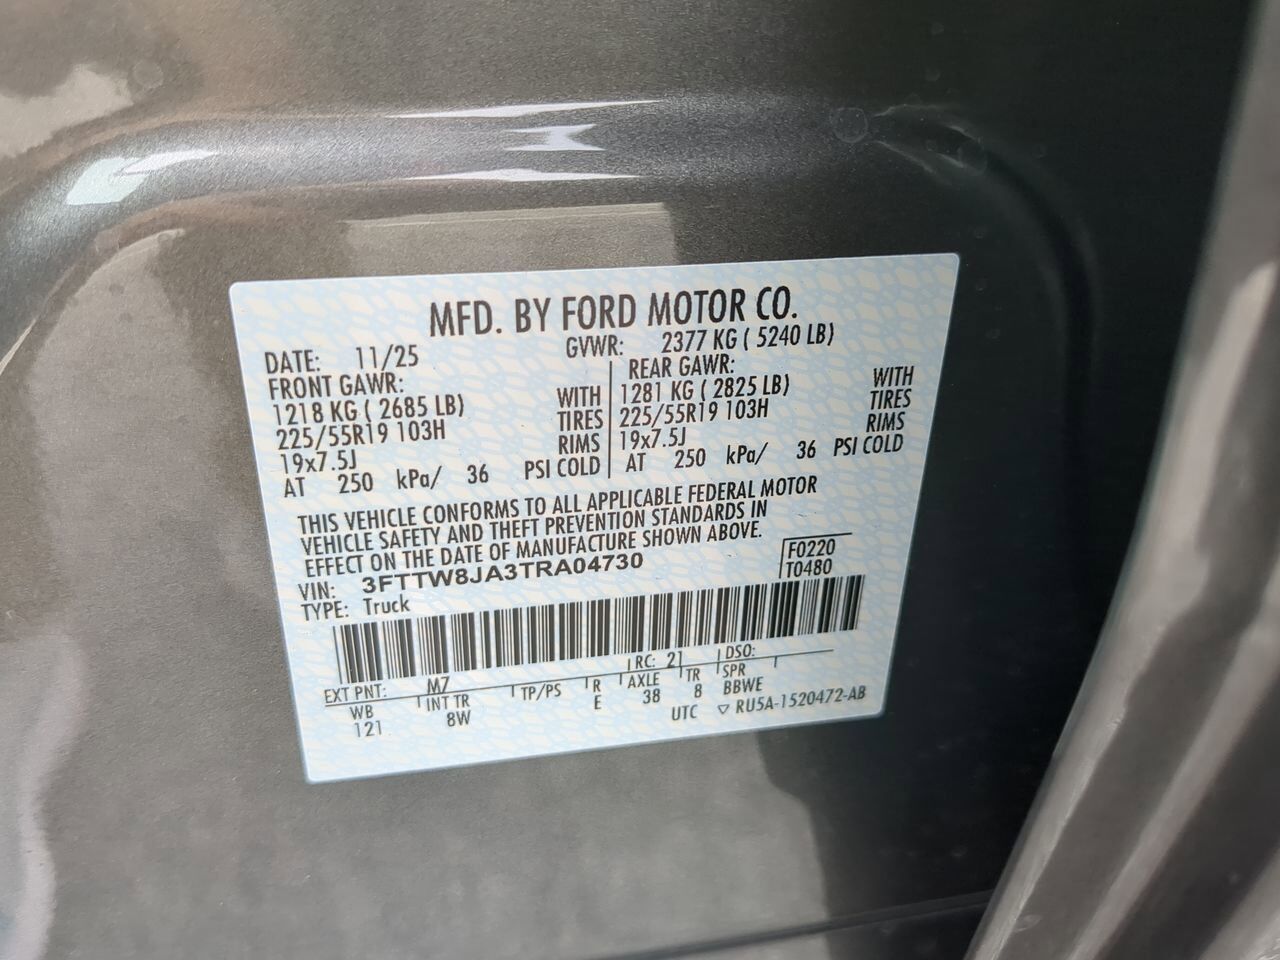 MFD. BY FORD MOTOR CO.
DATE: 11/25 GVWR: 2377 KG ( 5240 LB)
FRONT GAWR: REAR GAWR:
1218 KG ( 2685 LB) WITH 1281 KG ( 2825 LB) WITH
225/55R19 103H TIRES 225/55R19 103H TIRES
19x7.5J RIMS 19x7.5J RIMS
AT 250 kPa/ 36 PSI COLD AT 250 kPa/ 36 PSI COLD
THIS VEHICLE CONFORMS TO ALL APPLICABLE FEDERAL MOTOR
VEHICLE SAFETY AND THEFT PREVENTION STANDARDS IN
EFFECT ON THE DATE OF MANUFACTURE SHOWN ABOVE.
VIN: 3FTTW8JA3TRA04730 F0220
TYPE: Truck T0480
EXT PNT: M7 RC: 21 DSO:
WB INT TR TP/PS R AXLE TR SPR
121 8W E 38 8 BBWE
UTC ▽ RU5A-1520472-AB